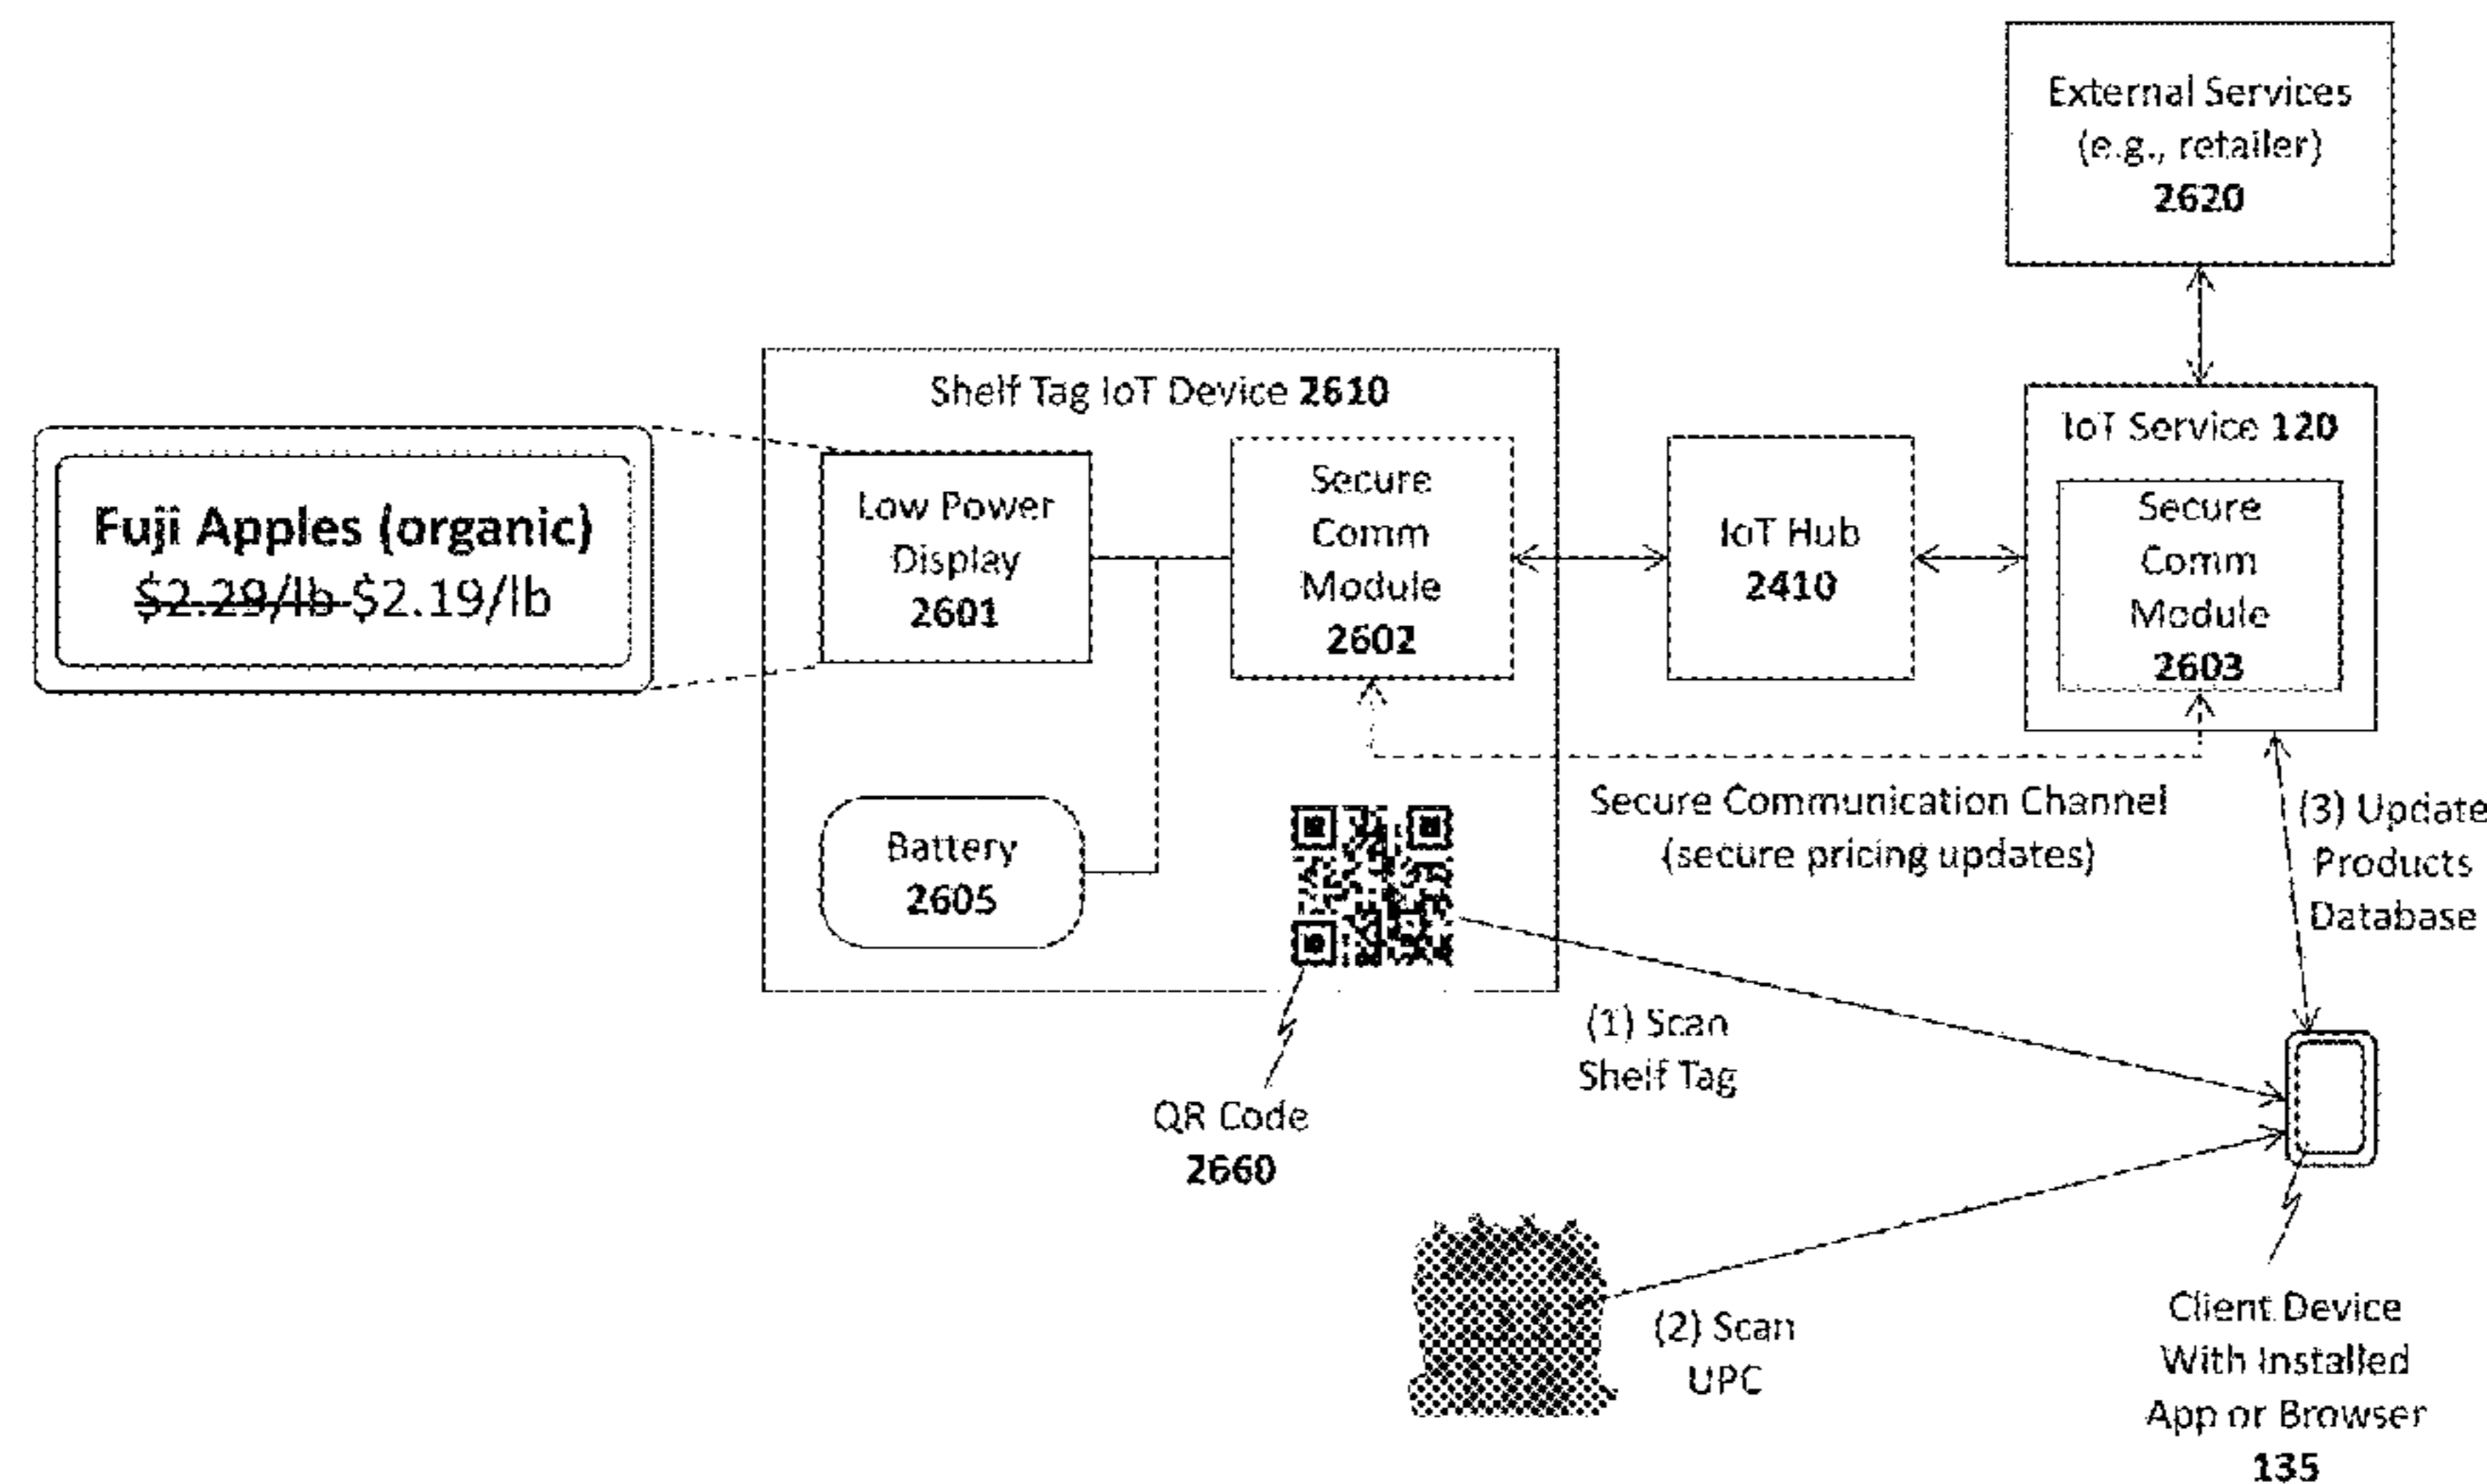 External Services
(e.g., retailer)
2620
Shelf Tag IoT Device 2610
IoT Service 120
Fuji Apples (organic)
$2.29/lb $2.19/lb
Low Power
Display
2601
Secure
Comm
Module
2602
IoT Hub
2410
Secure
Comm
Module
2603
Battery
2605
Secure Communication Channel
(secure pricing updates)
(3) Update
Products
Database
(1) Scan
Shelf Tag
QR Code
2660
(2) Scan
UPC
Client Device
With Installed
App or Browser
135